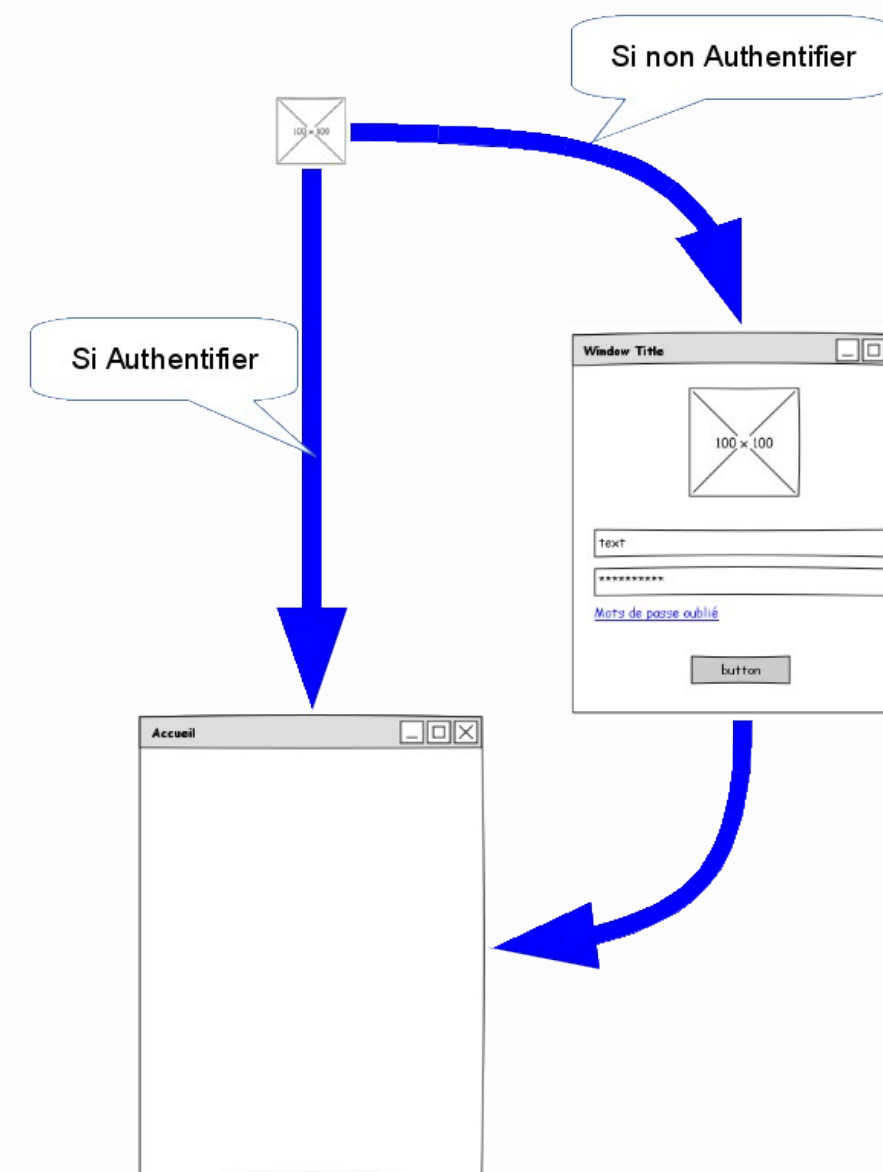 Si non Authentifier
100 x 100
Si Authentifier
Window Title
100 x 100
text
**********
Mots de passe oublié
button
Accueil